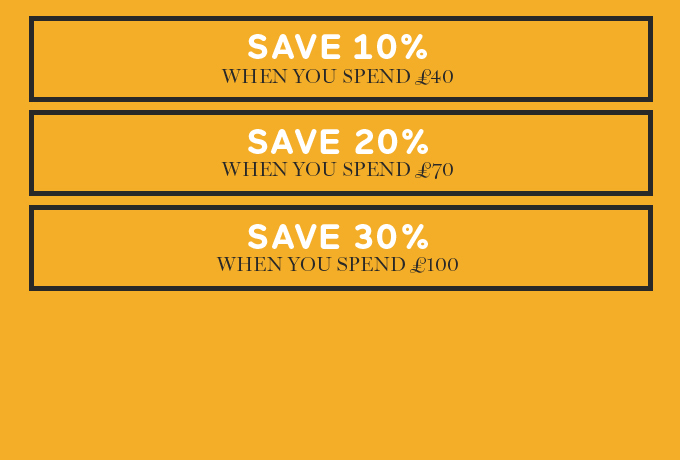 SAVE 10%
WHEN YOU SPEND £40
SAVE 20%
WHEN YOU SPEND £70
SAVE 30%
WHEN YOU SPEND £100